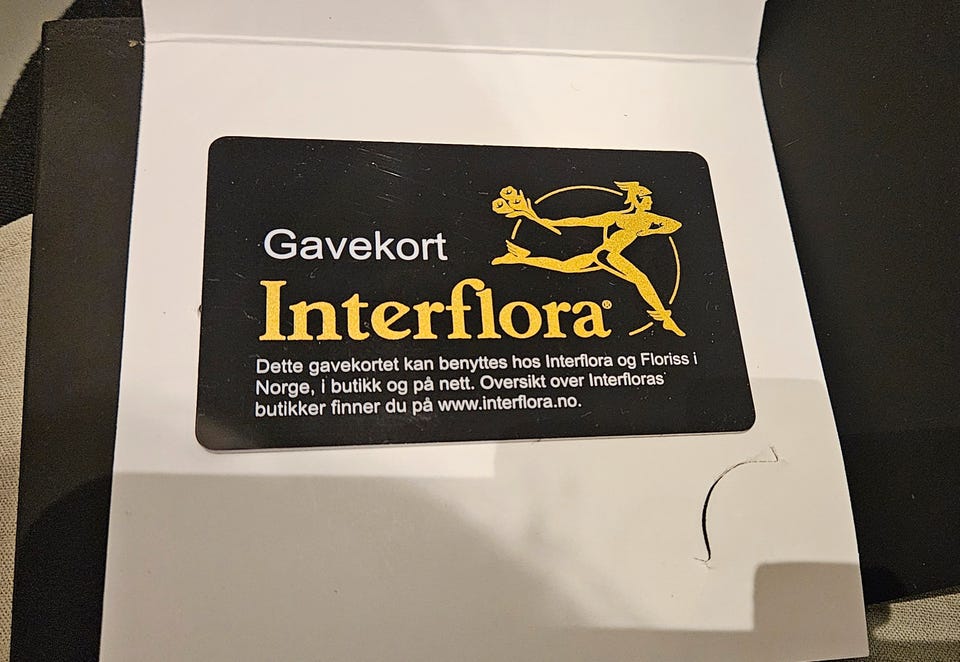 Gavekort
Interflora®
Dette gavekortet kan benyttes hos Interflora og Floriss i
Norge, i butikk og på nett. Oversikt over Interfloras
butikker finner du på www.interflora.no.